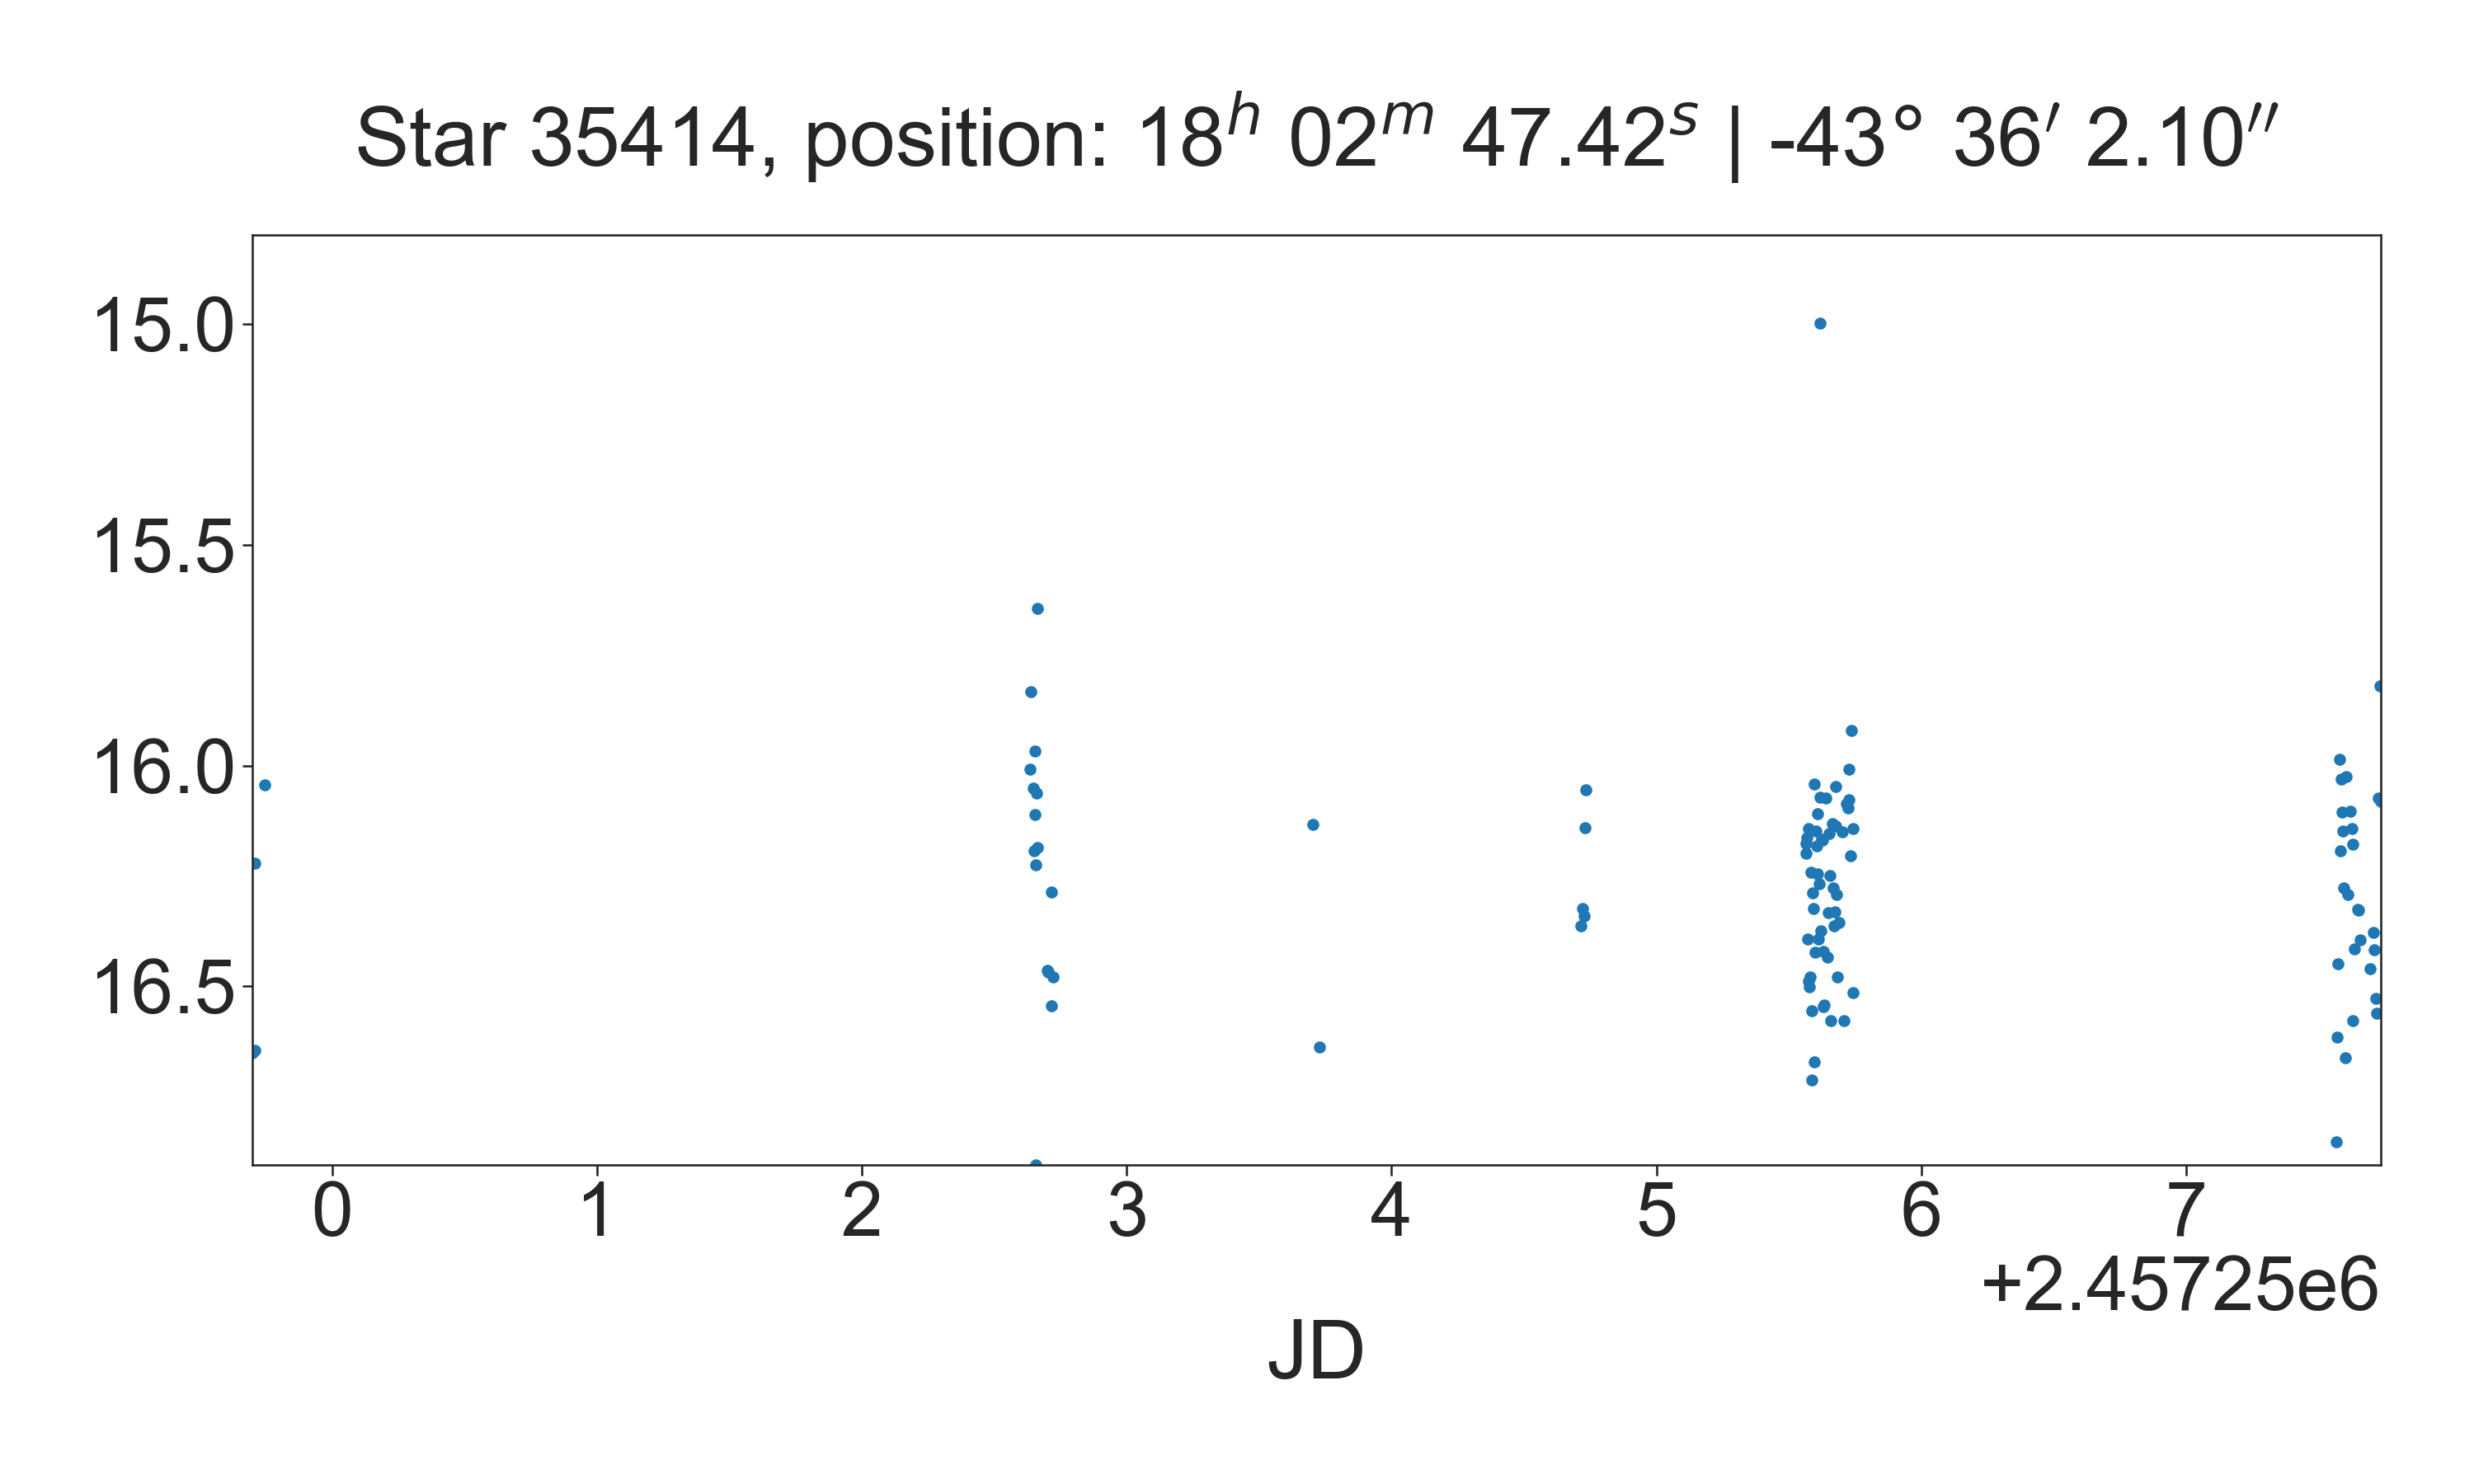 Star 35414, position: 18ʰ 02ᵐ 47.42ˢ | -43° 36′ 2.10″
15.0
15.5
16.0
16.5
0 1 2 3 4 5 6 7
+2.45725e6
JD